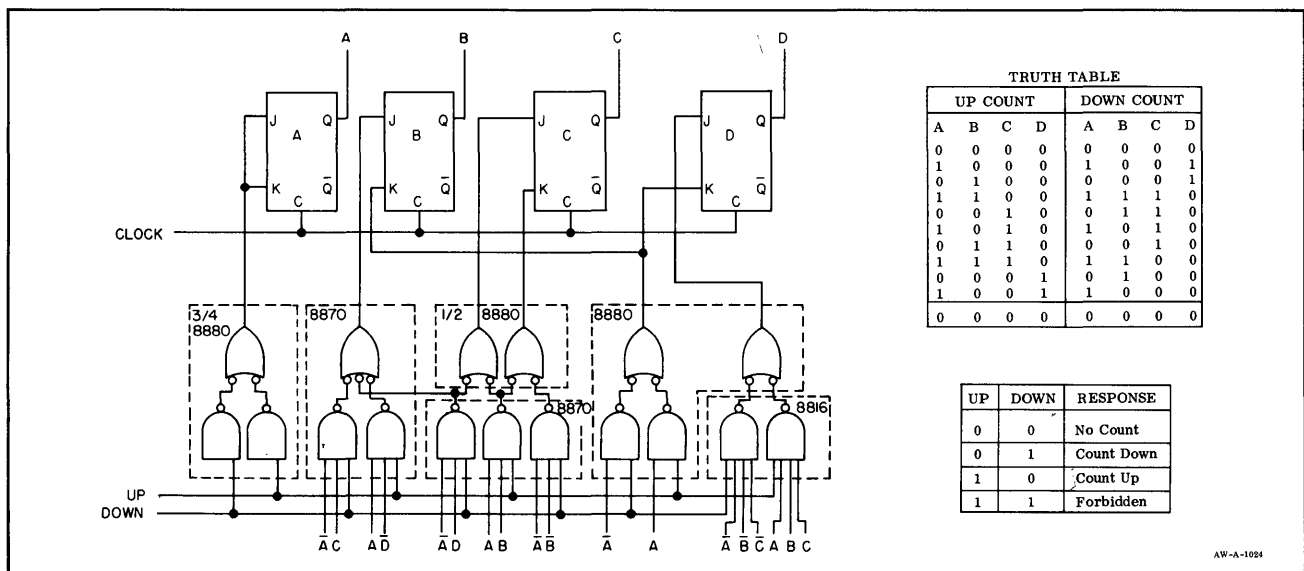 A B C D
J A Q
K Q̅
C
J B Q
K Q̅
C
J C Q
K Q̅
C
J D Q
K Q̅
C
CLOCK
3/4
8880
8870
1/2 8880
8880
8870
8816
UP
DOWN
A̅ C A D̅ A̅ D A B A̅ B̅ A̅ A A̅ B̅ C̅ A B C
TRUTH TABLE
UP COUNT DOWN COUNT
A B C D A B C D
0 0 0 0 0 0 0 0
1 0 0 0 1 0 0 1
0 1 0 0 0 0 0 1
1 1 0 0 1 1 1 0
0 0 1 0 0 1 1 0
1 0 1 0 1 0 1 0
0 1 1 0 0 0 1 0
1 1 1 0 1 1 0 0
0 0 0 1 0 1 0 0
1 0 0 1 1 0 0 0
0 0 0 0 0 0 0 0
UP DOWN RESPONSE
0 0 No Count
0 1 Count Down
1 0 Count Up
1 1 Forbidden
AW-A-1024